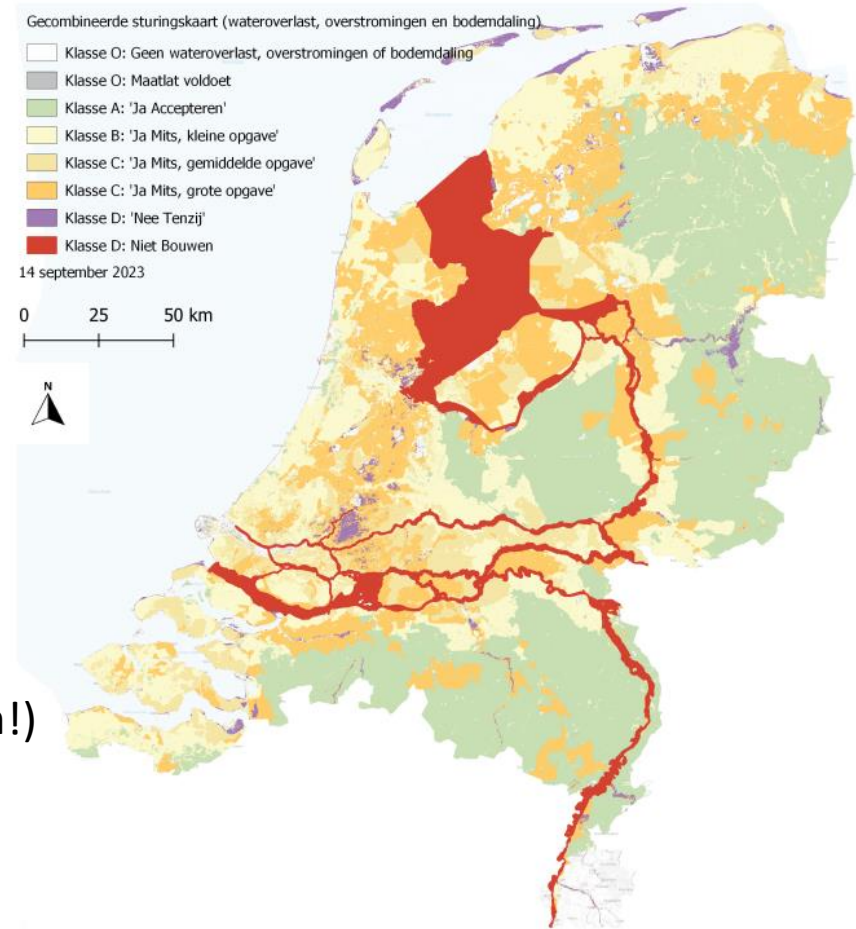 Gecombineerde sturingskaart (wateroverlast, overstromingen en bodemdaling)
Klasse O: Geen wateroverlast, overstromingen of bodemdaling
Klasse O: Maatlat voldoet
Klasse A: 'Ja Accepteren'
Klasse B: 'Ja Mits, kleine opgave'
Klasse C: 'Ja Mits, gemiddelde opgave'
Klasse C: 'Ja Mits, grote opgave'
Klasse D: 'Nee Tenzij'
Klasse D: Niet Bouwen
14 september 2023
0 25 50 km
N
!)